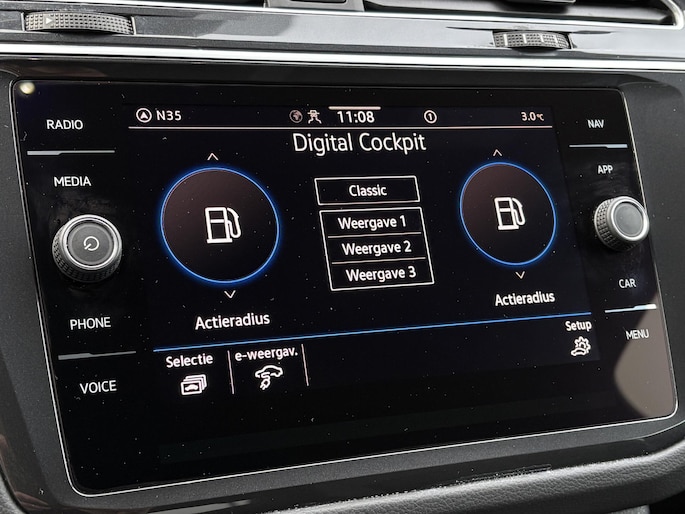 RADIO
MEDIA
PHONE
VOICE
N35
11:08
1
3.0°C
Digital Cockpit
Classic
Weergave 1
Weergave 2
Weergave 3
Actieradius
Actieradius
Selectie
e-weergav.
Setup
NAV
APP
CAR
MENU